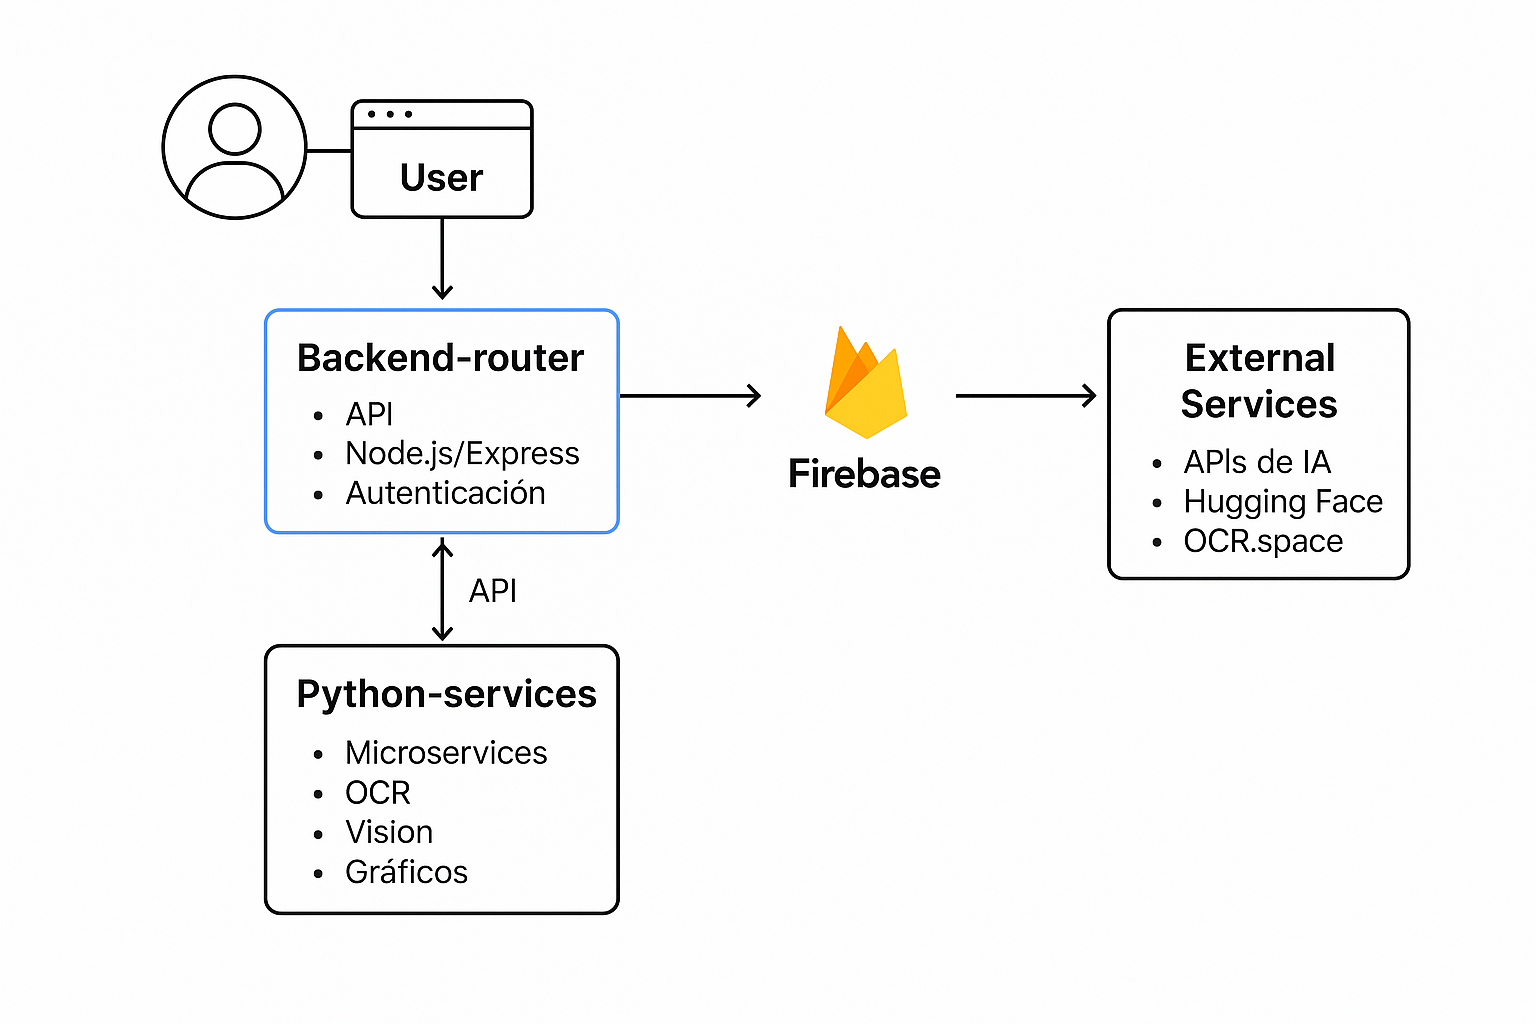 User
Backend-router
• API
• Node.js/Express
• Autenticación
API
Python-services
• Microservices
• OCR
• Vision
• Gráficos
Firebase
External
Services
• APIs de IA
• Hugging Face
• OCR.space